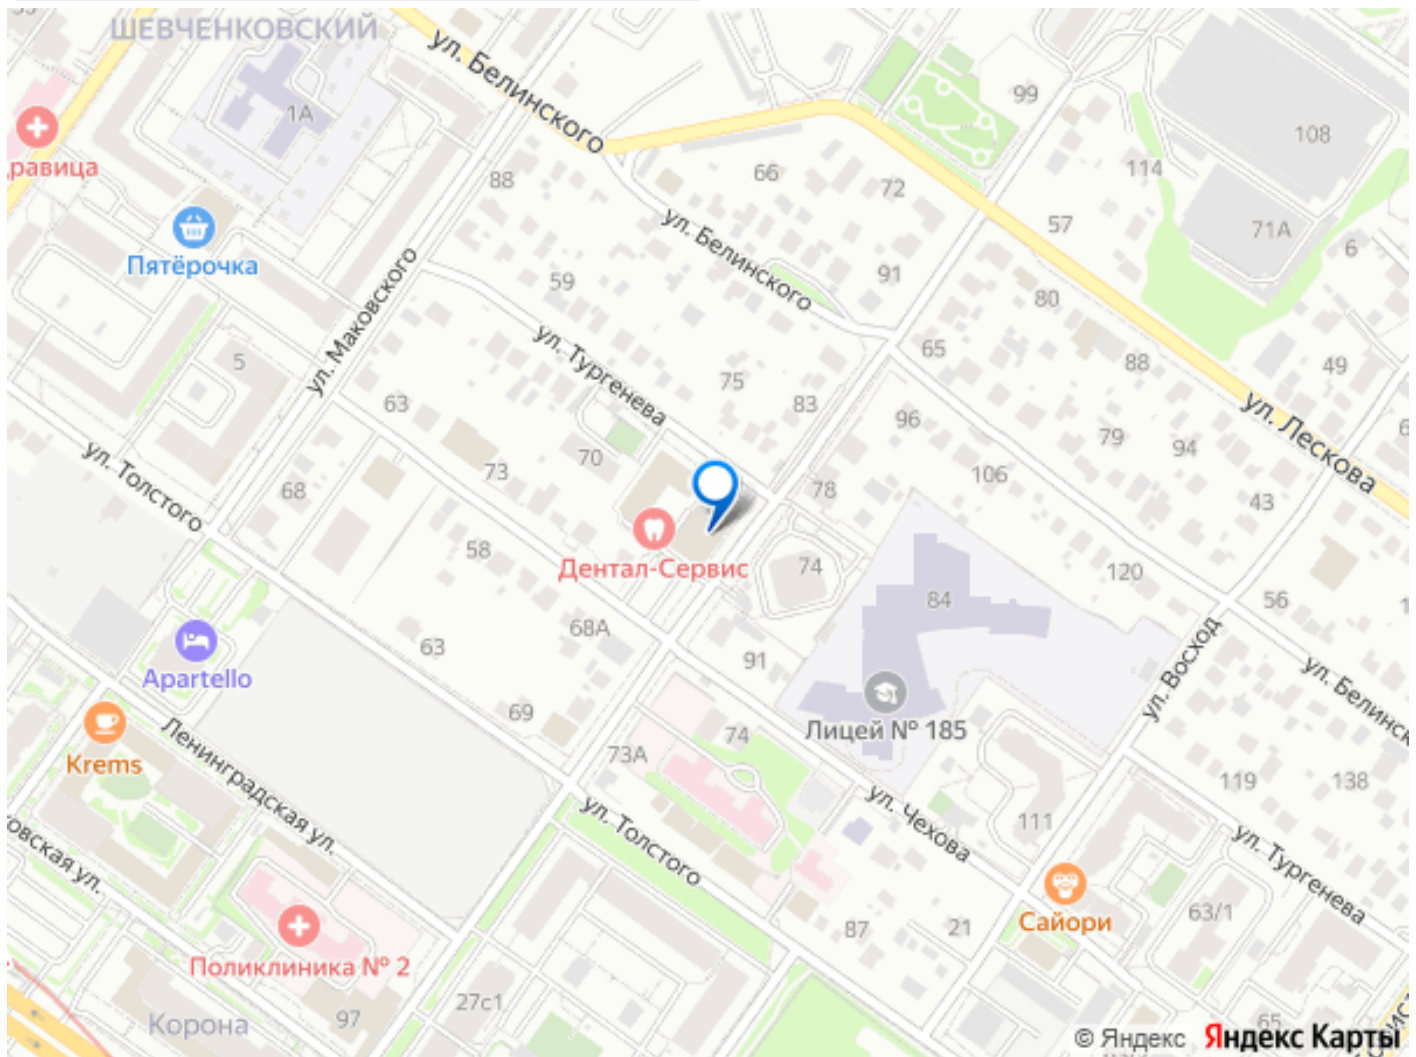 ШЕВЧЕНКОВСКИЙ
ул. Белинского
99
1А
108
равица
88
66
72
114
57
71А
6
Пятёрочка
ул. Белинского
59
91
80
ул. Маковского
ул. Тургенева
65
88
49
5
75
83
63
96
79
94
ул. Лескова
ул. Толстого
73
70
68
78
106
43
58
Дентал-Сервис
74
84
120
56
68А
63
91
ул. Восход
ул. Белинск
Apartello
69
73А
74
Лицей № 185
Krems
Ленинградская ул.
119
138
ул. Толстого
ул. Чехова
111
ул. Тургенева
овская ул.
Сайори
63/1
87
21
Поликлиника № 2
27с1
97
Корона
65
© Яндекс Яндекс Карты